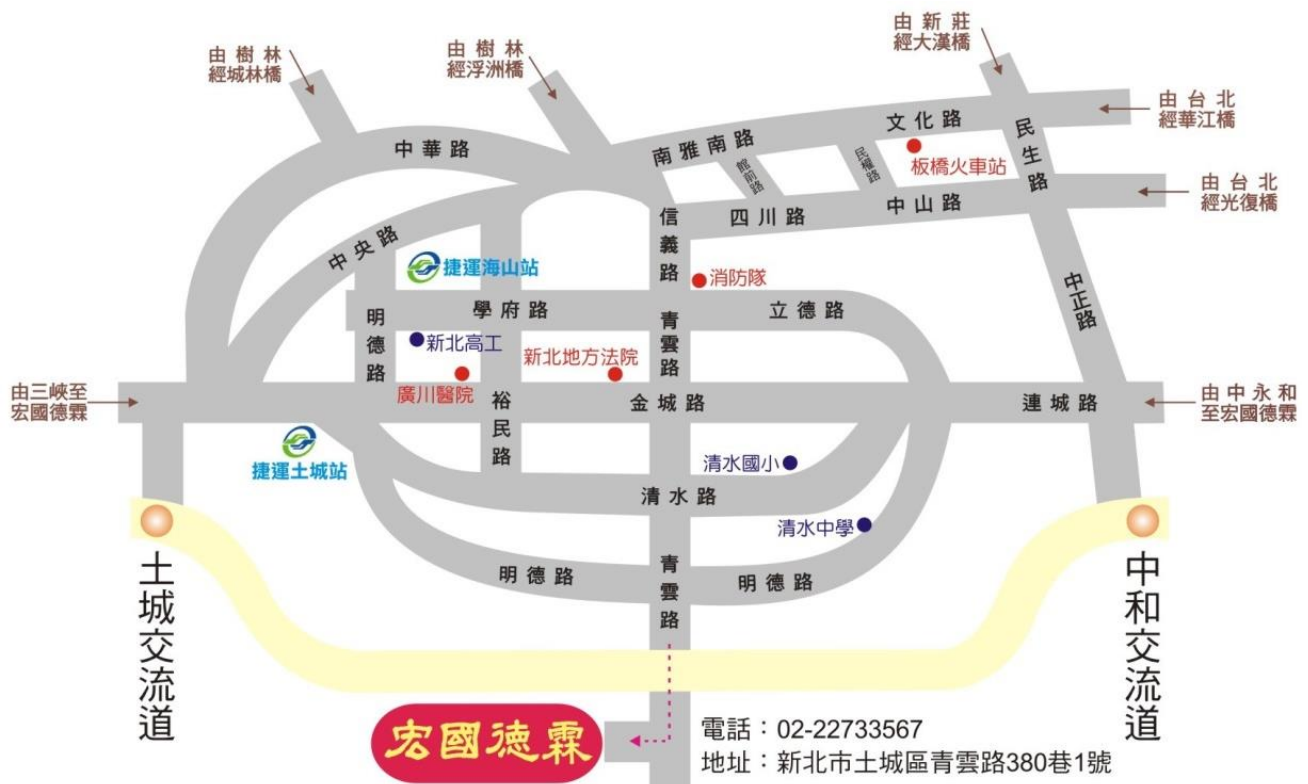 由新莊
經大漢橋
由樹林
經城林橋
由樹林
經浮洲橋
由台北
經華江橋
文化路
南雅南路
中華路
民生路
館前路
民權路
板橋火車站
由台北
經光復橋
中山路
四川路
信義路
中央路
捷運海山站
消防隊
中正路
學府路
立德路
明德路
新北高工
青雲路
新北地方法院
廣川醫院
由三峽至
宏國德霖
裕民路
金城路
連城路
由中永和
至宏國德霖
捷運土城站
清水國小
清水路
清水中學
明德路
青雲路
明德路
土城交流道
中和交流道
宏國德霖
電話：02-22733567
地址：新北市土城區青雲路380巷1號